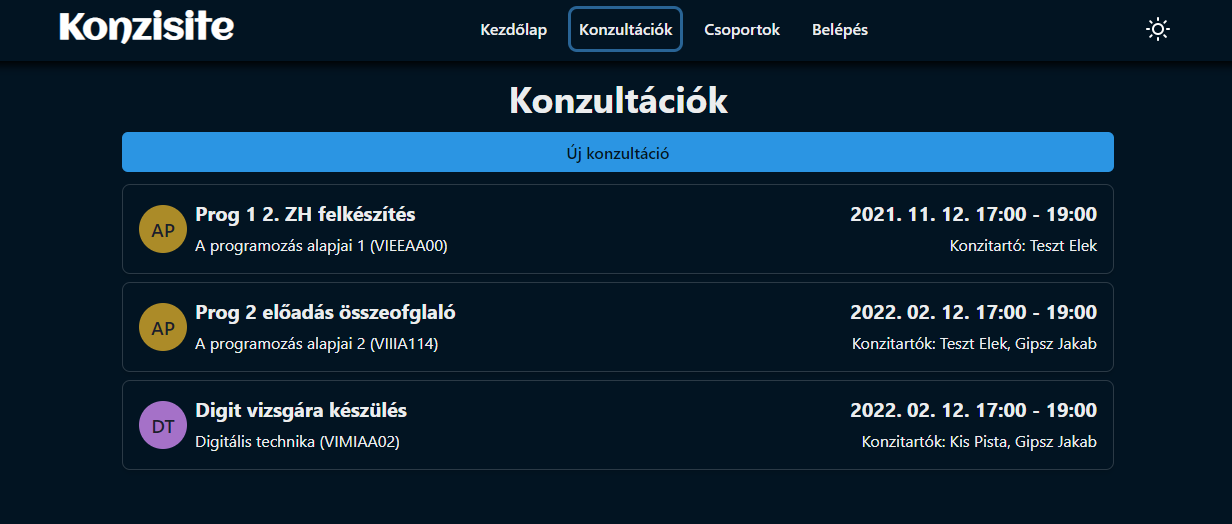 Konzisite
Kezdőlap Konzultációk Csoportok Belépés
Konzultációk
Új konzultáció
AP
Prog 1 2. ZH felkészítés
2021. 11. 12. 17:00 - 19:00
A programozás alapjai 1 (VIEEAA00)
Konzitartó: Teszt Elek
AP
Prog 2 előadás összeofglaló
2022. 02. 12. 17:00 - 19:00
A programozás alapjai 2 (VIIIA114)
Konzitartók: Teszt Elek, Gipsz Jakab
DT
Digit vizsgára készülés
2022. 02. 12. 17:00 - 19:00
Digitális technika (VIMIAA02)
Konzitartók: Kis Pista, Gipsz Jakab